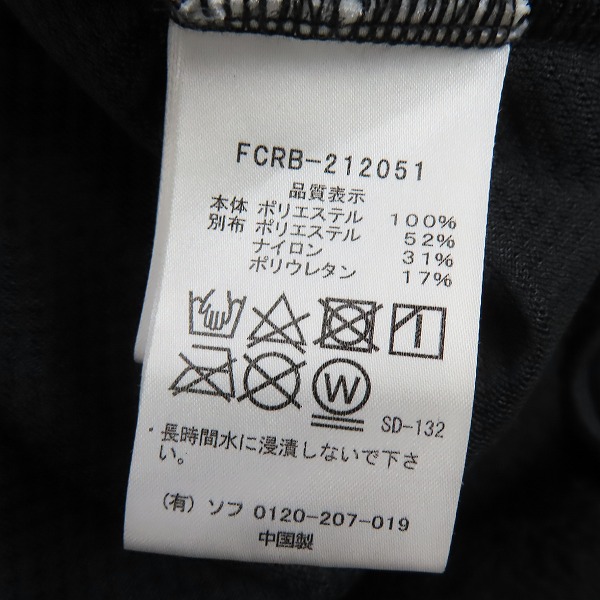 FCRB-212051
品質表示
本体 ポリエステル 100%
別布 ポリエステル 52%
ナイロン 31%
ポリウレタン 17%
W
SD-132
・長時間水に浸漬しないで下さ
い。
(有) ソフ 0120-207-019
中国製